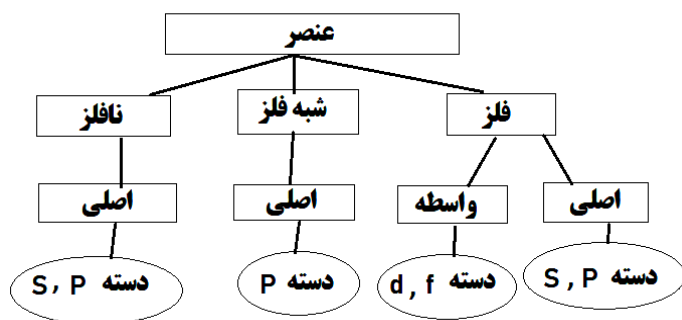 عنصر
فلز
شبه فلز
نافلز
اصلی
واسطه
اصلی
اصلی
دسته S , P
دسته d , f
دسته P
دسته S , P